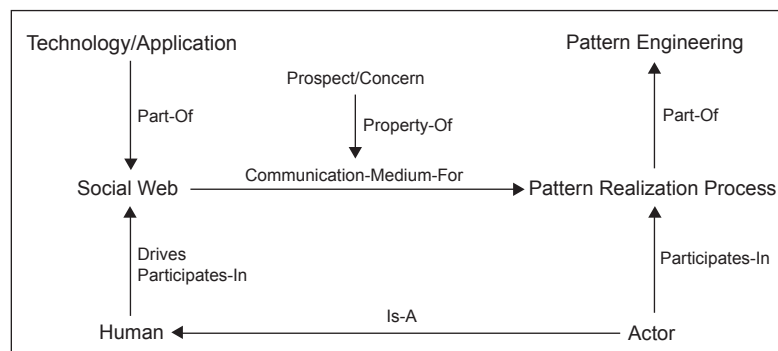 Technology/Application
Pattern Engineering
Prospect/Concern
Part-Of
Property-Of
Part-Of
Social Web
Communication-Medium-For
Pattern Realization Process
Drives
Participates-In
Participates-In
Is-A
Human
Actor